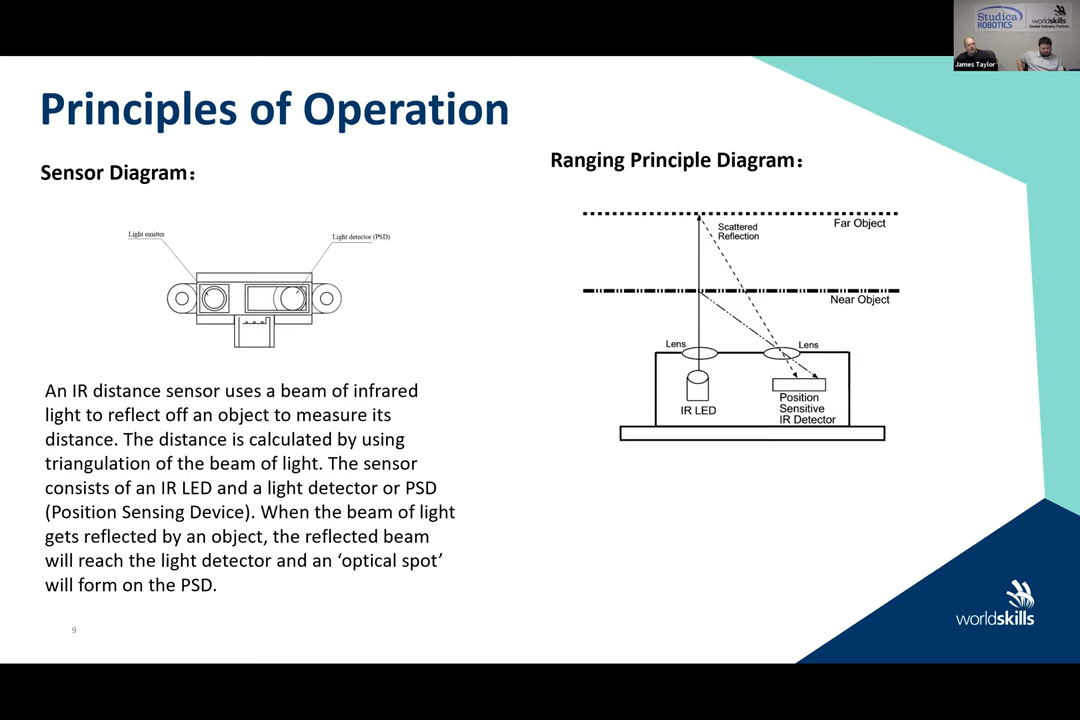 Studica
ROBOTICS
worldskills
Global Industry Partner
James Taylor
Principles of Operation
Sensor Diagram：
Light emitter
Light detector (PSD)
An IR distance sensor uses a beam of infrared
light to reflect off an object to measure its
distance. The distance is calculated by using
triangulation of the beam of light. The sensor
consists of an IR LED and a light detector or PSD
(Position Sensing Device). When the beam of light
gets reflected by an object, the reflected beam
will reach the light detector and an ‘optical spot’
will form on the PSD.
Ranging Principle Diagram：
Scattered
Reflection
Far Object
Near Object
Lens
Lens
IR LED
Position
Sensitive
IR Detector
9
worldskills